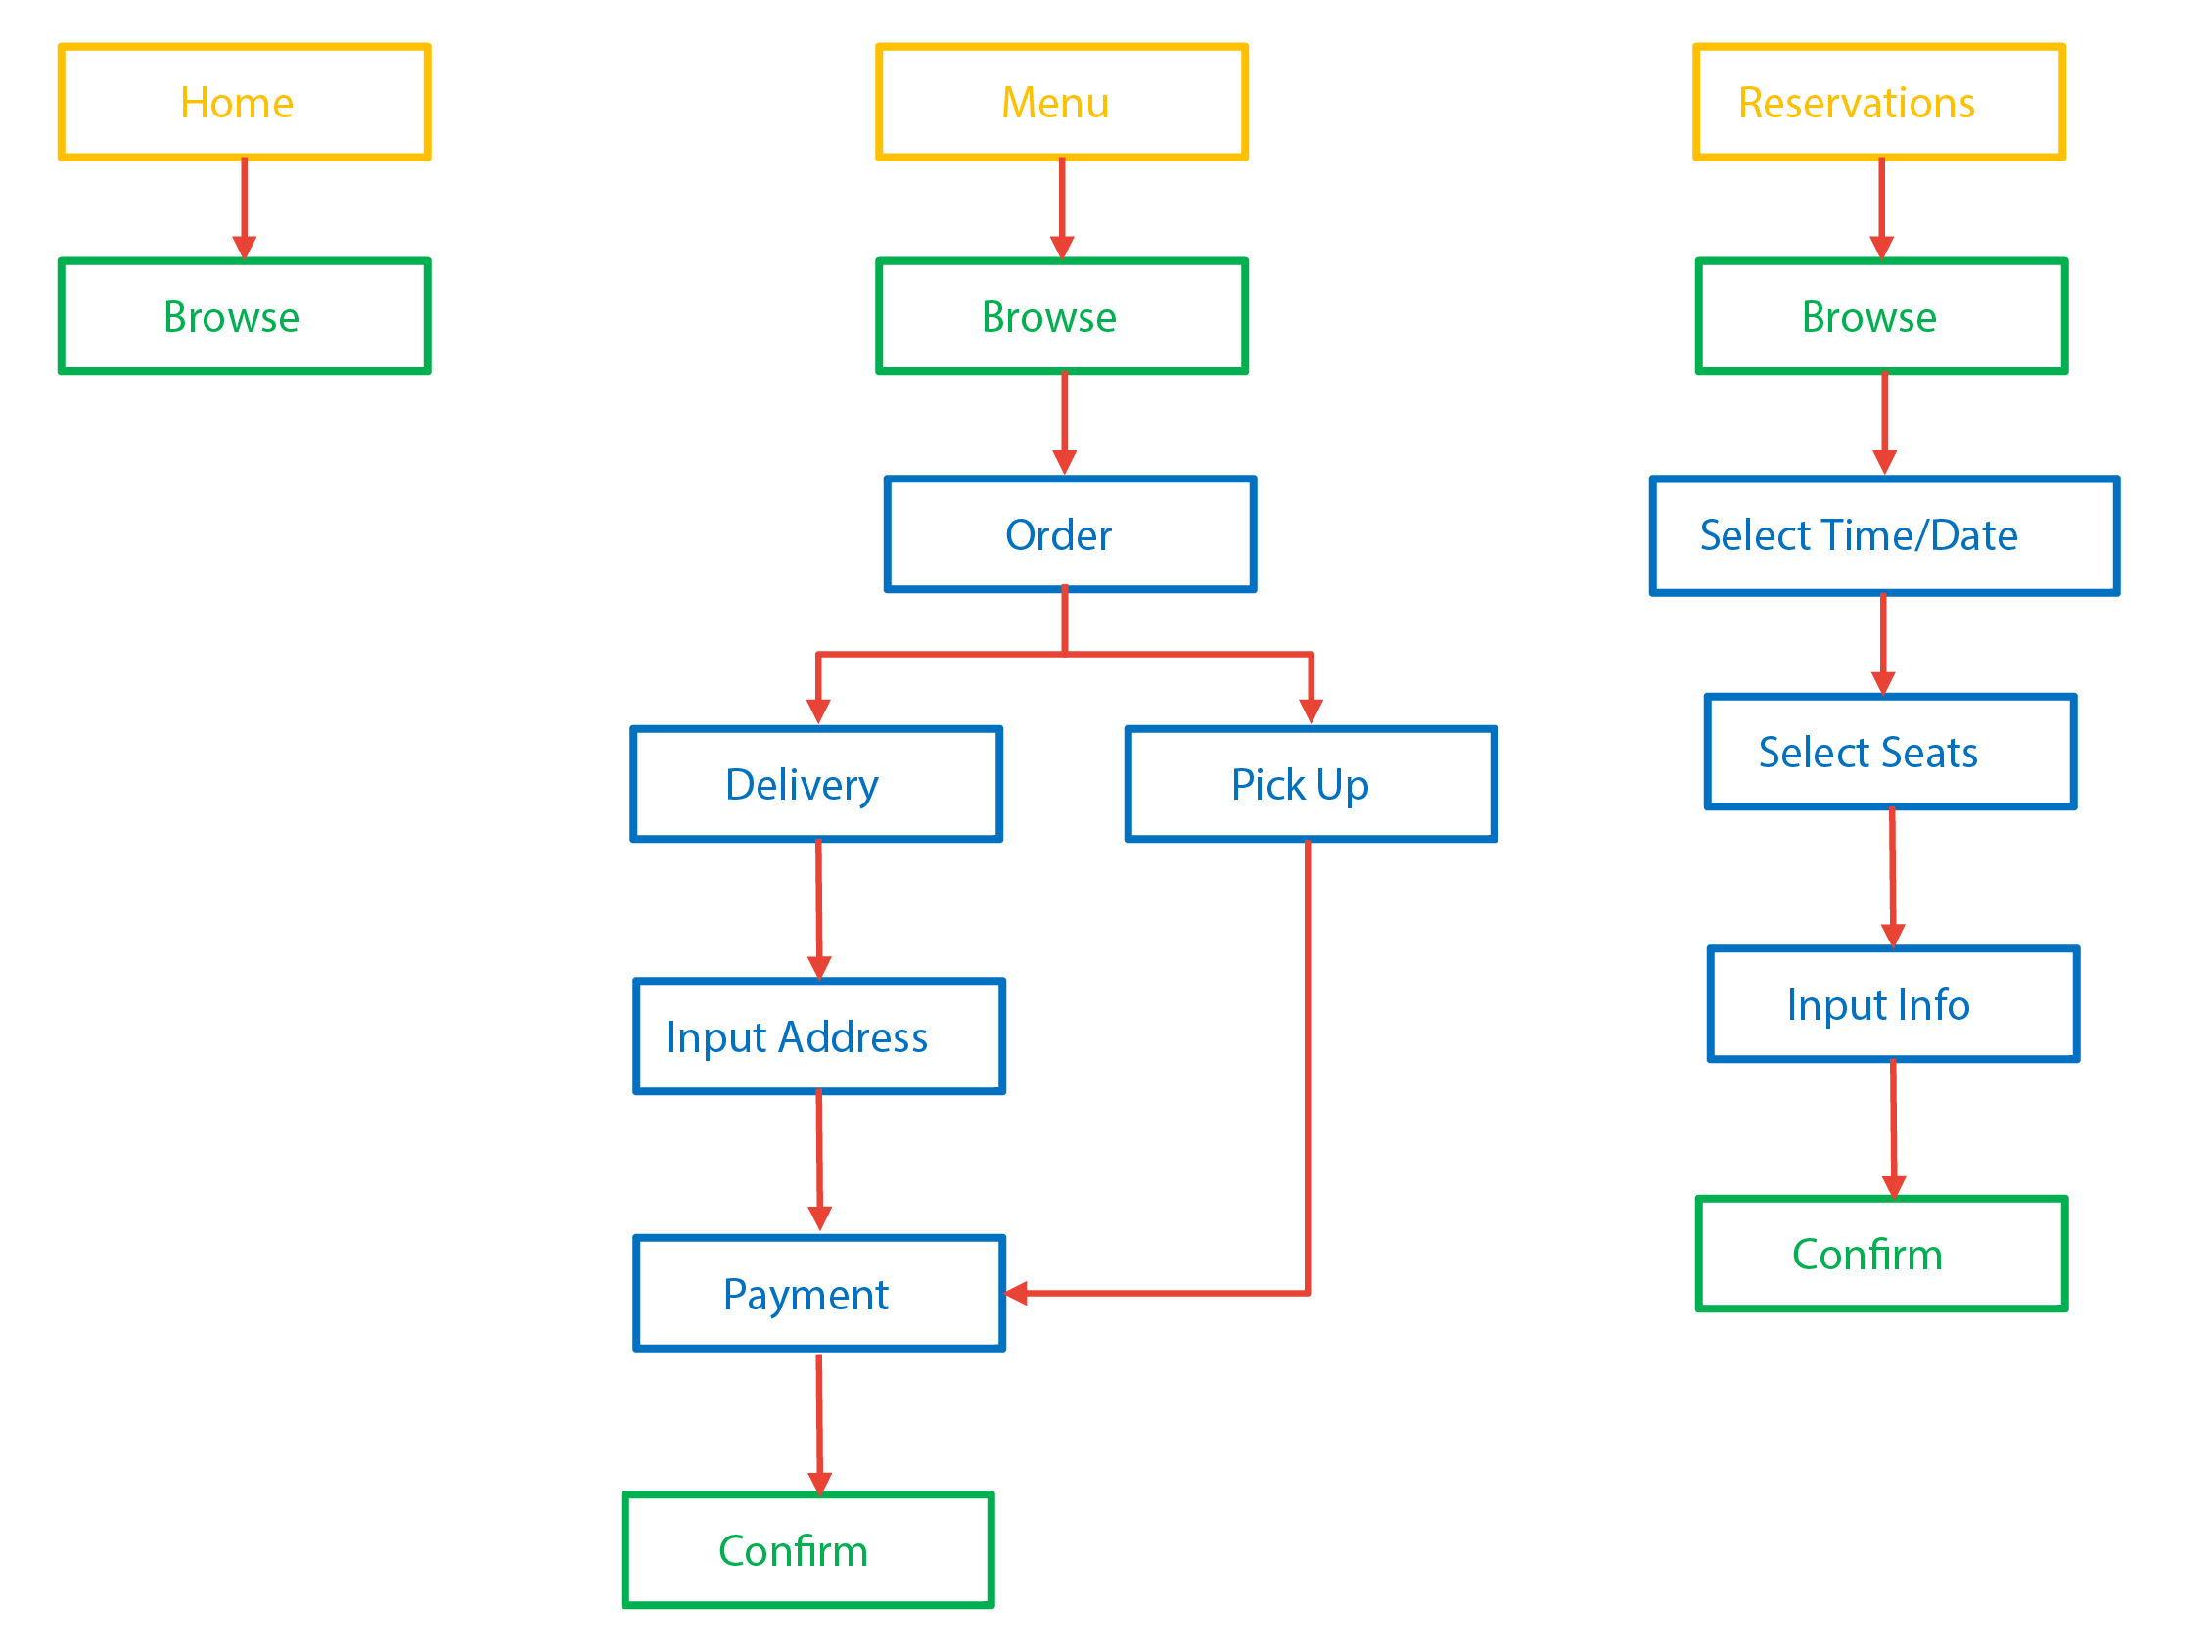 Home
Menu
Reservations
Browse
Browse
Browse
Order
Select Time/Date
Delivery
Pick Up
Select Seats
Input Address
Input Info
Payment
Confirm
Confirm